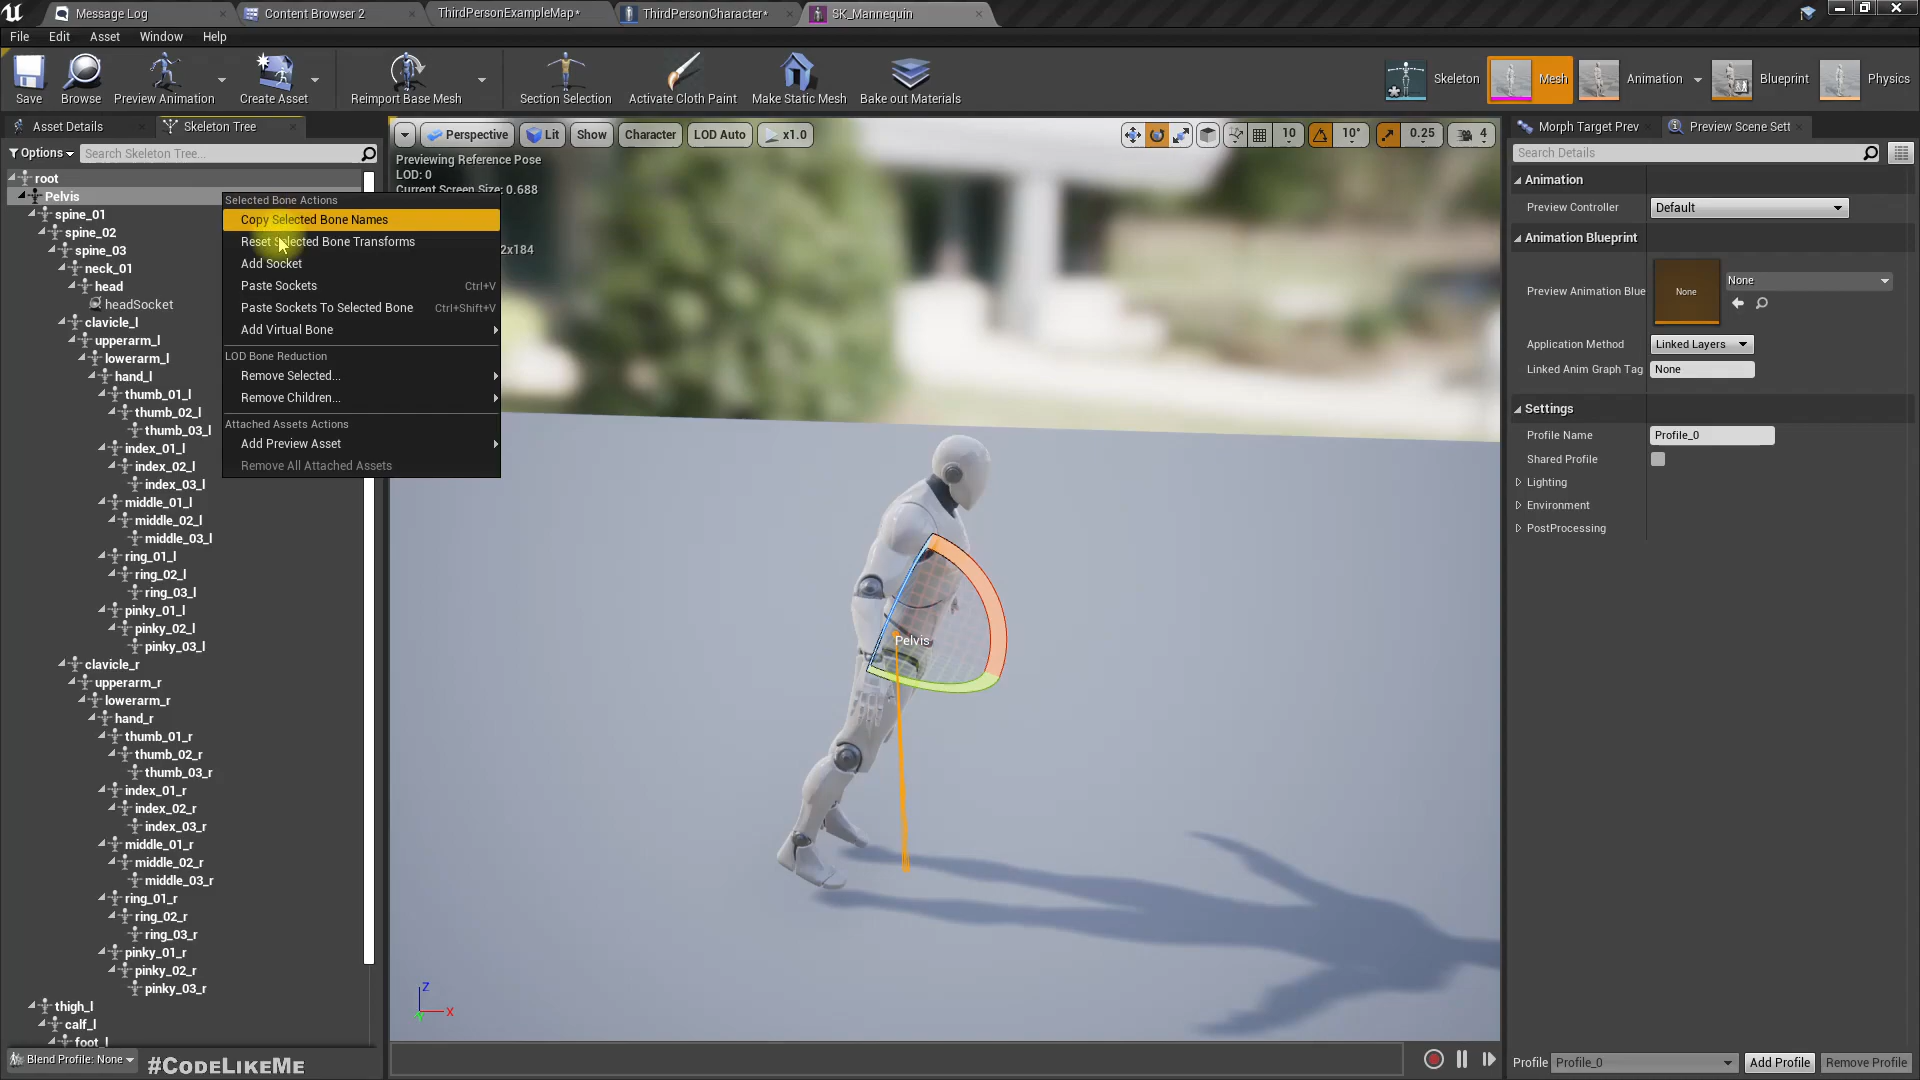 Message Log
Content Browser 2
ThirdPersonExampleMap*
ThirdPersonCharacter*
SK_Mannequin
File
Edit
Asset
Window
Help
Save
Browse
Preview Animation
Create Asset
Reimport Base Mesh
Section Selection
Activate Cloth Paint
Make Static Mesh
Bake out Materials
Skeleton
Mesh
Animation
Blueprint
Physics
Asset Details
Skeleton Tree
Options
Search Skeleton Tree...
root
Pelvis
spine_01
spine_02
spine_03
neck_01
head
headSocket
clavicle_l
upperarm_l
lowerarm_l
hand_l
thumb_01_l
thumb_02_l
thumb_03_l
index_01_l
index_02_l
index_03_l
middle_01_l
middle_02_l
middle_03_l
ring_01_l
ring_02_l
ring_03_l
pinky_01_l
pinky_02_l
pinky_03_l
clavicle_r
upperarm_r
lowerarm_r
hand_r
thumb_01_r
thumb_02_r
thumb_03_r
index_01_r
index_02_r
index_03_r
middle_01_r
middle_02_r
middle_03_r
ring_01_r
ring_02_r
ring_03_r
pinky_01_r
pinky_02_r
pinky_03_r
thigh_l
calf_l
foot_l
Blend Profile: None
#CodeLikeMe
Selected Bone Actions
Copy Selected Bone Names
Reset Selected Bone Transforms
Add Socket
Paste Sockets Ctrl+V
Paste Sockets To Selected Bone Ctrl+Shift+V
Add Virtual Bone
LOD Bone Reduction
Remove Selected...
Remove Children...
Attached Assets Actions
Add Preview Asset
Remove All Attached Assets
Perspective
Lit
Show
Character
LOD Auto
x1.0
10
10°
0.25
4
Previewing Reference Pose
LOD: 0
Current Screen Size: 0.688
2x184
Pelvis
Z
X
Morph Target Prev
Preview Scene Sett
Search Details
Animation
Preview Controller Default
Animation Blueprint
Preview Animation Blue None None
Application Method Linked Layers
Linked Anim Graph Tag None
Settings
Profile Name Profile_0
Shared Profile
Lighting
Environment
PostProcessing
Profile Profile_0 Add Profile Remove Profile